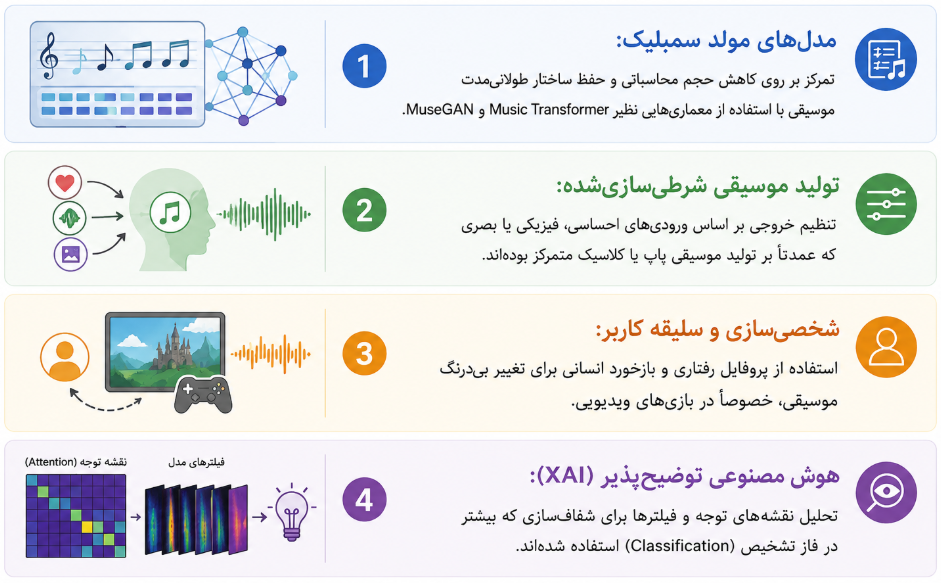 مدل‌های مولد سمبلیک:
1
تمرکز بر روی کاهش حجم محاسباتی و حفظ ساختار طولانی‌مدت
موسیقی با استفاده از معماری‌هایی نظیر Music Transformer و MuseGAN.
تولید موسیقی شرطی‌سازی‌شده:
2
تنظیم خروجی بر اساس ورودی‌های احساسی، فیزیکی یا بصری
که عمدتاً بر تولید موسیقی پاپ یا کلاسیک متمرکز بوده‌اند.
شخصی‌سازی و سلیقه کاربر:
3
استفاده از پروفایل رفتاری و بازخورد انسانی برای تغییر بی‌درنگ
موسیقی، خصوصاً در بازی‌های ویدیویی.
هوش مصنوعی توضیح‌پذیر (XAI):
4
تحلیل نقشه‌های توجه و فیلترها برای شفاف‌سازی که بیشتر
در فاز تشخیص (Classification) استفاده شده‌اند.
فیلترهای مدل
نقشه توجه (Attention)